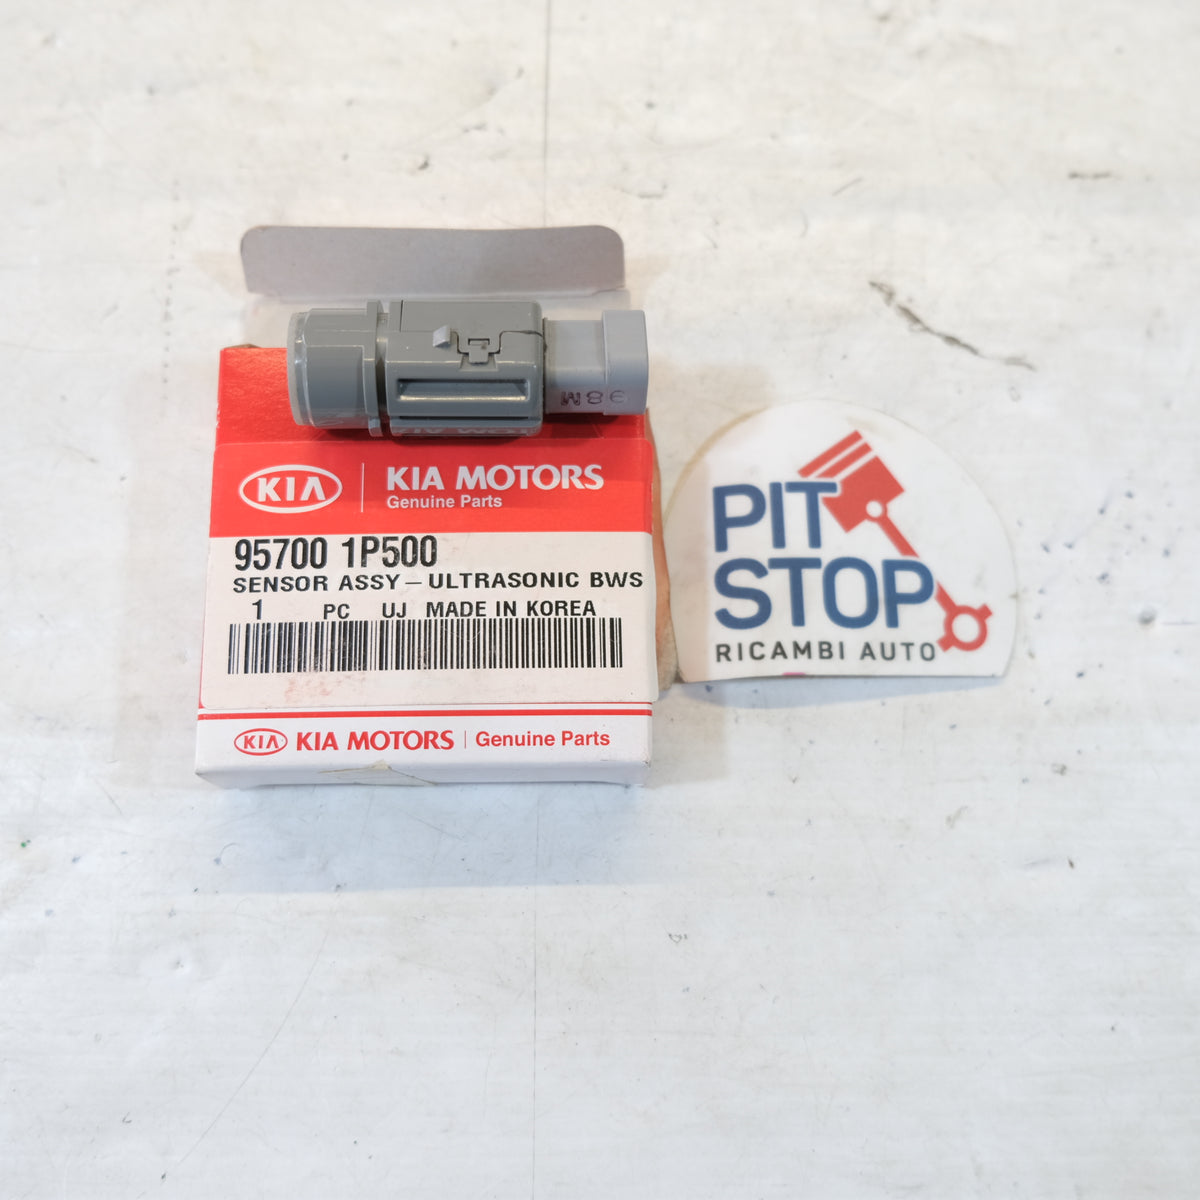 W86
KIA
KIA MOTORS
Genuine Parts
95700 1P500
SENSOR ASSY-ULTRASONIC BWS
1 PC UJ MADE IN KOREA
KIA KIA MOTORS Genuine Parts
PIT
STOP
RICAMBI AUTO